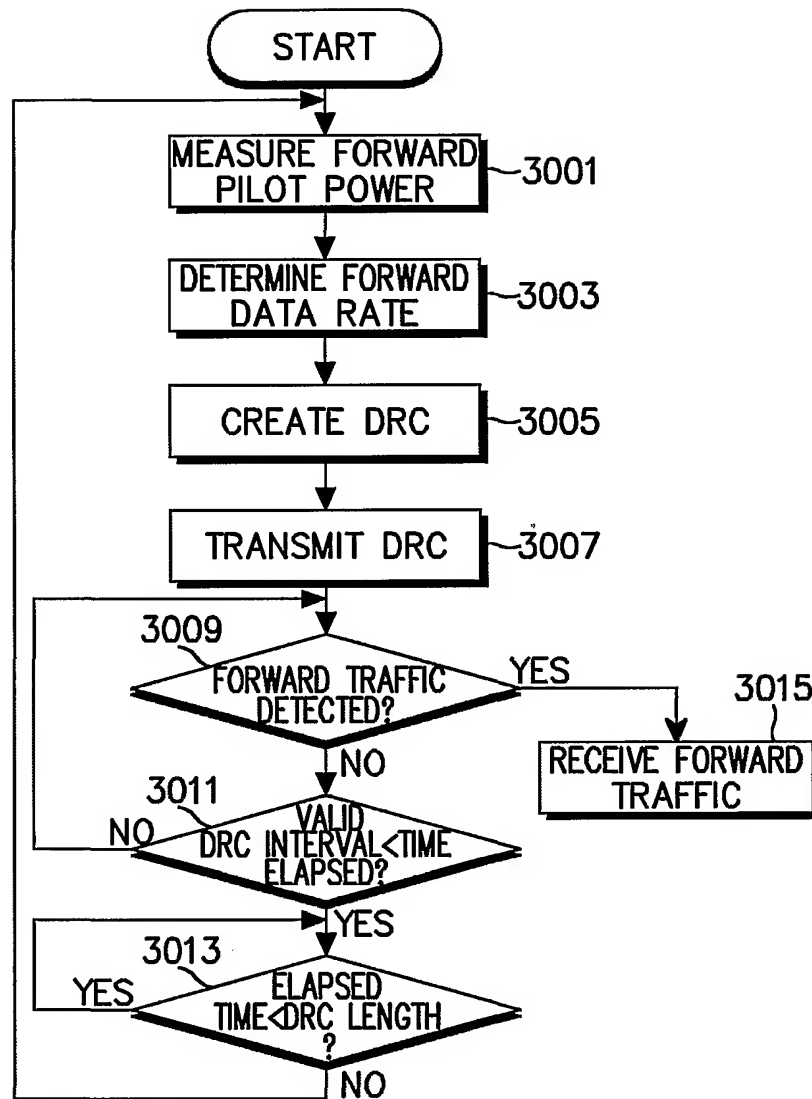 START
MEASURE FORWARD
PILOT POWER
3001
DETERMINE FORWARD
DATA RATE
3003
CREATE DRC
3005
TRANSMIT DRC
3007
3009
FORWARD TRAFFIC
DETECTED?
YES
3015
RECEIVE FORWARD
TRAFFIC
NO
3011
VALID
DRC INTERVAL<TIME
ELAPSED?
NO
YES
3013
ELAPSED
TIME<DRC LENGTH
?
YES
NO